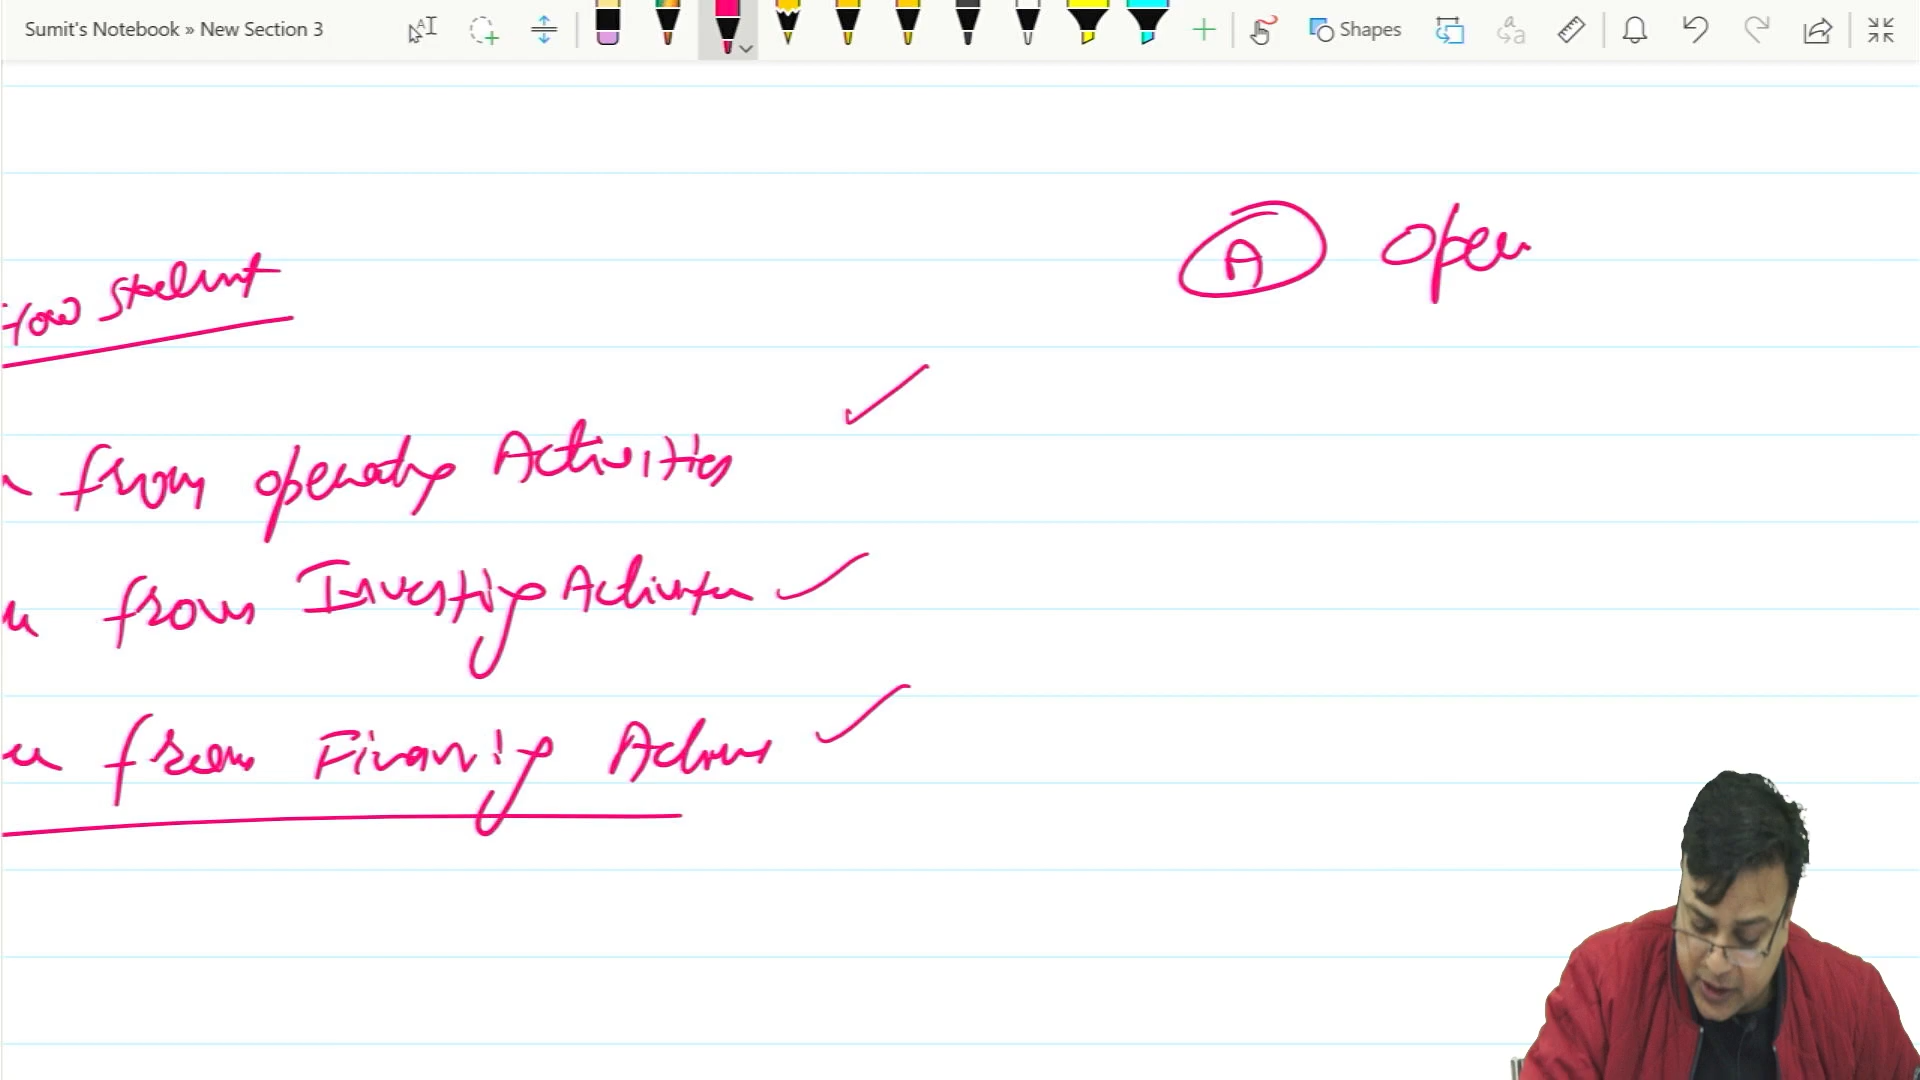 Sumit's Notebook » New Section 3
Shapes
A Oper
Flow Statement
from operating Activities
from Investing Activities
from Financing Activities